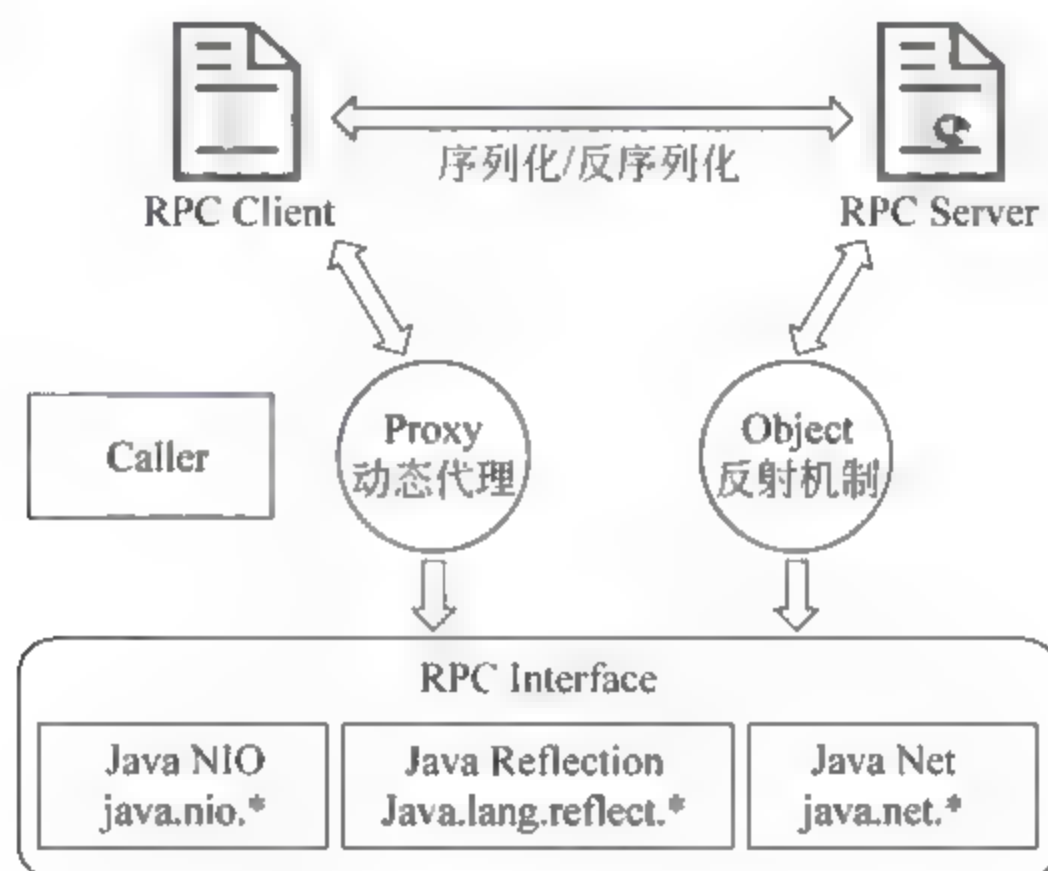 序列化/反序列化
RPC Client
RPC Server
Caller
Proxy
动态代理
Object
反射机制
RPC Interface
Java NIO
java.nio.*
Java Reflection
Java.lang.reflect.*
Java Net
java.net.*